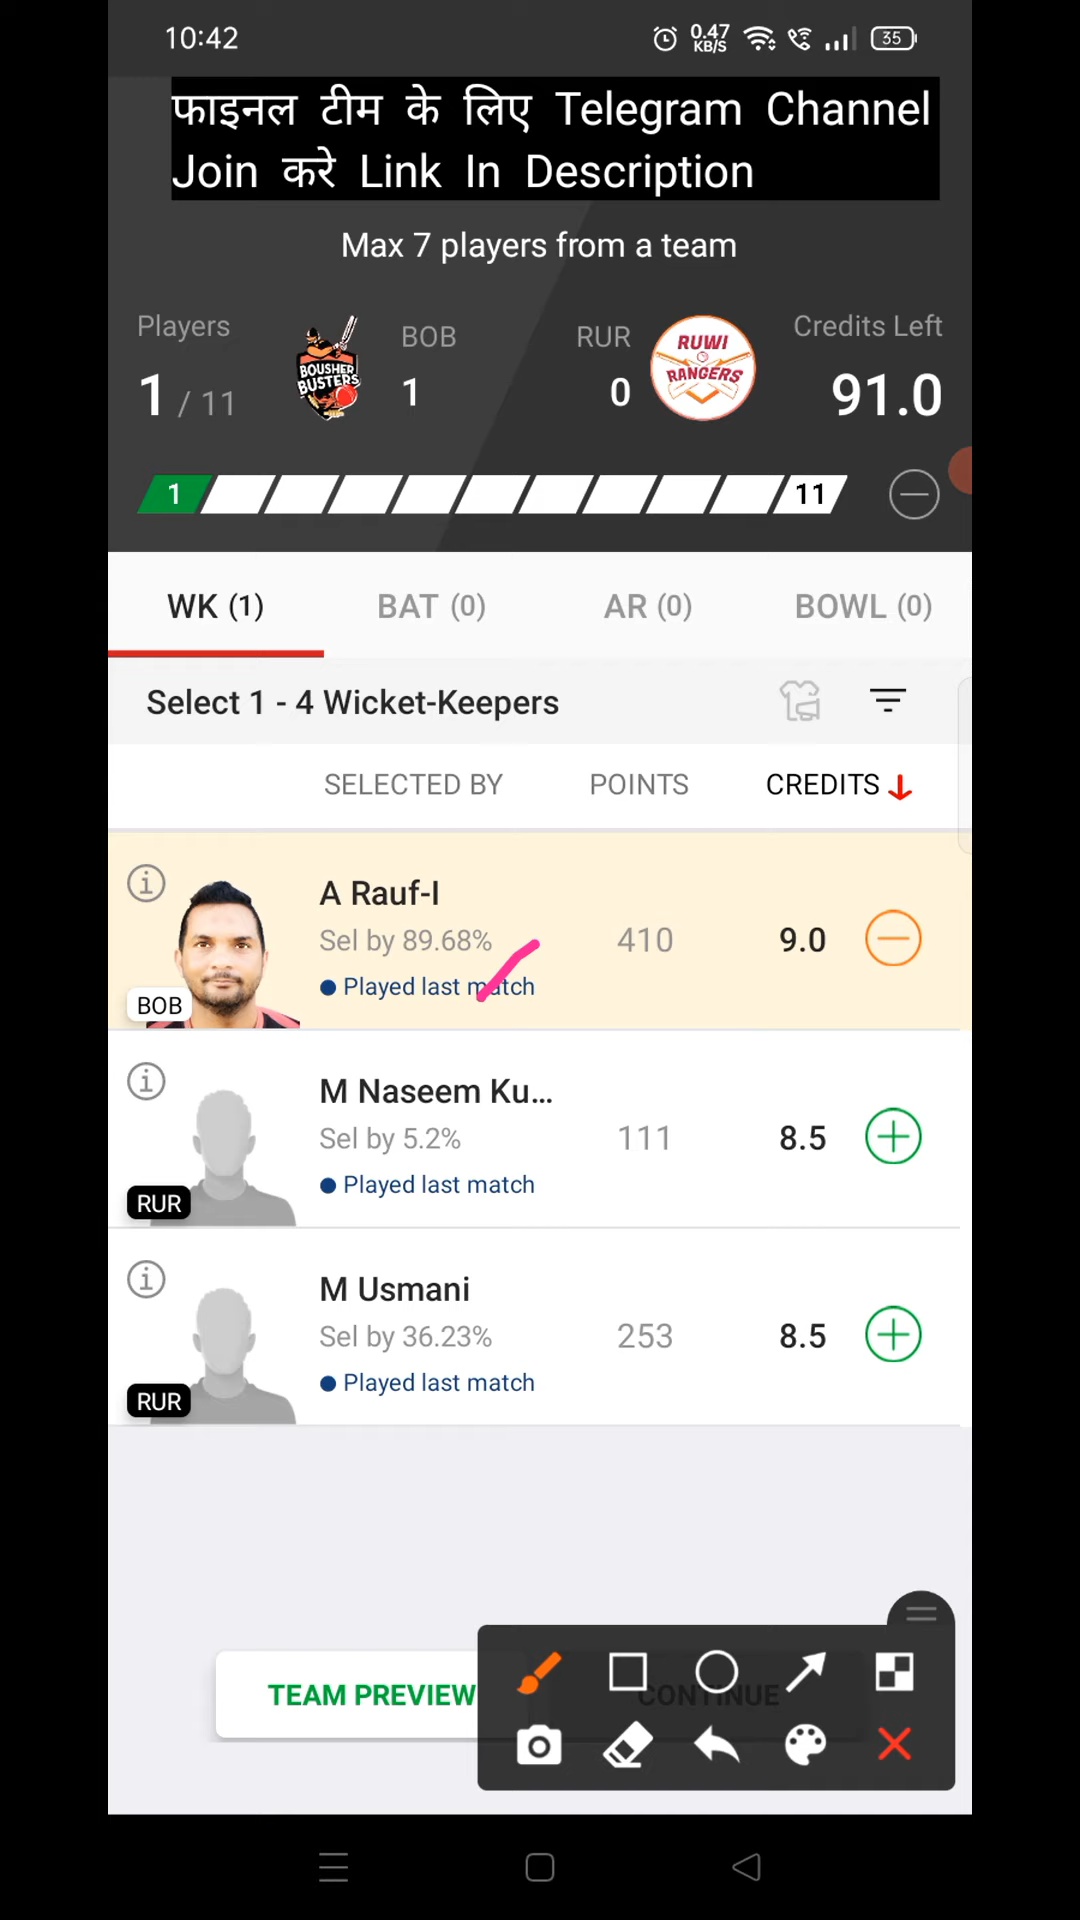 10:42
0.47
KB/S
35
फाइनल टीम के लिए Telegram Channel
Join करे Link In Description
Max 7 players from a team
Players
BOB
RUR
Credits Left
1 / 11
1
0
91.0
BOUSHER
BUSTERS
RUWI
RANGERS
1
11
WK (1)
BAT (0)
AR (0)
BOWL (0)
Select 1 - 4 Wicket-Keepers
SELECTED BY
POINTS
CREDITS
A Rauf-I
Sel by 89.68%
410
9.0
Played last match
BOB
M Naseem Ku...
Sel by 5.2%
111
8.5
Played last match
RUR
M Usmani
Sel by 36.23%
253
8.5
Played last match
RUR
TEAM PREVIEW
CONTINUE